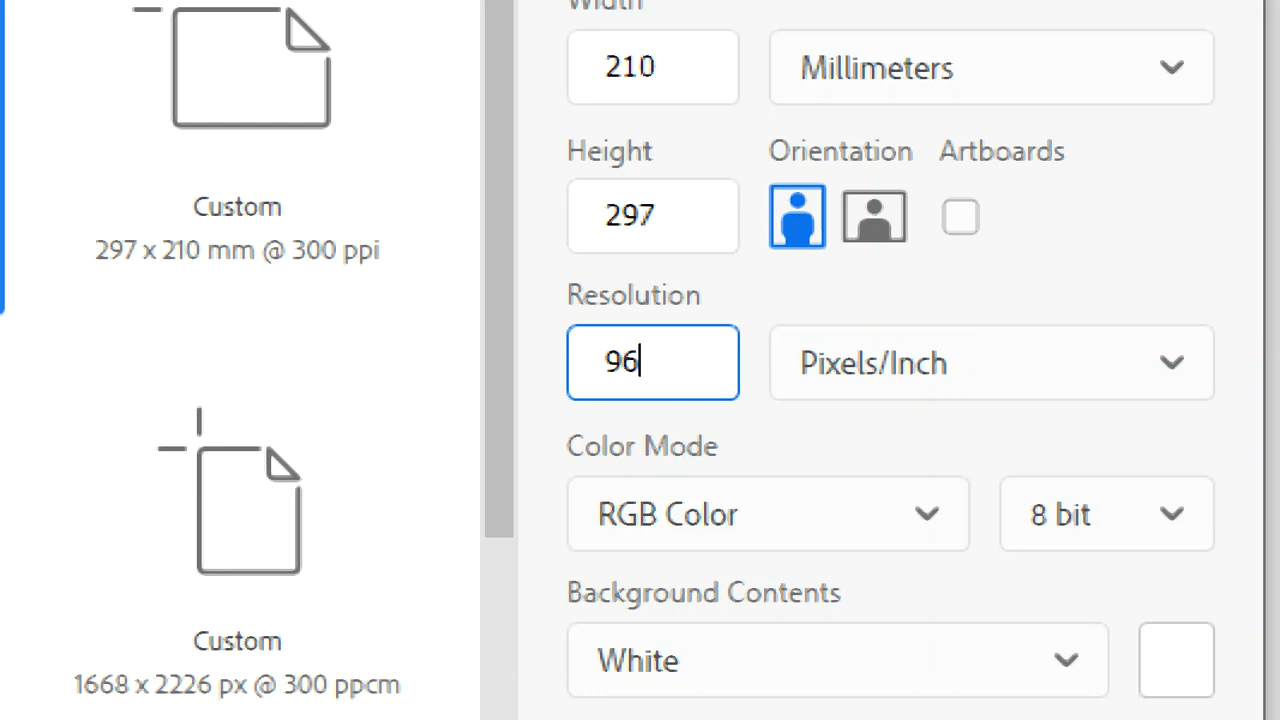 Width
210
Millimeters
Height
Orientation
Artboards
297
Resolution
96
Pixels/Inch
Color Mode
RGB Color
8 bit
Background Contents
White
Custom
297 x 210 mm @ 300 ppi
Custom
1668 x 2226 px @ 300 ppcm